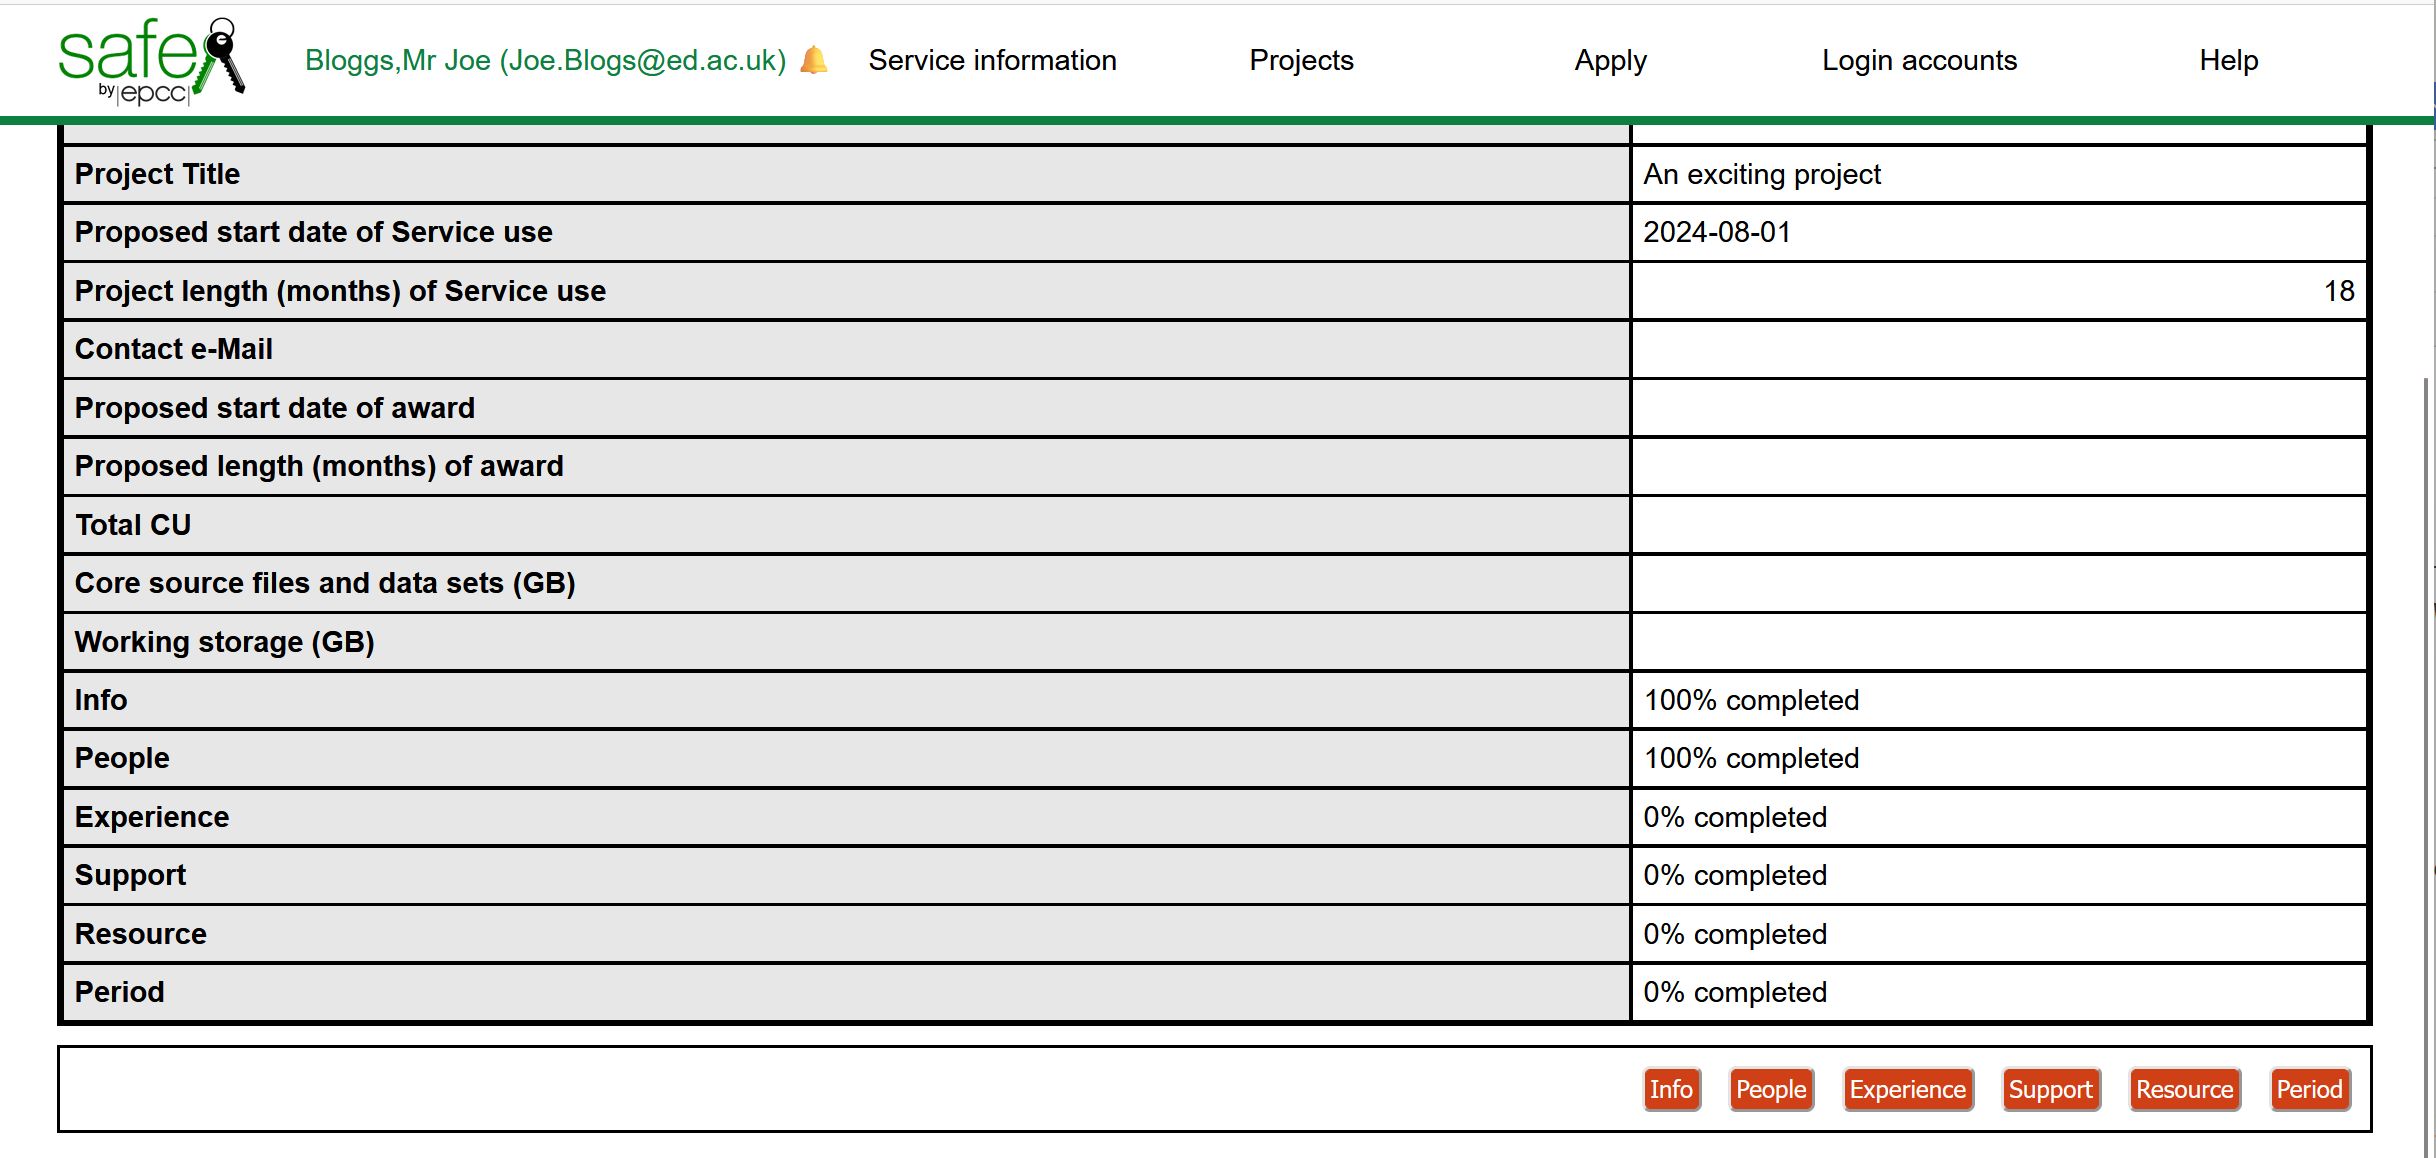 safe
by |epcc|
Bloggs,Mr Joe (Joe.Blogs@ed.ac.uk) Service information Projects Apply Login accounts Help
Project Title An exciting project
Proposed start date of Service use 2024-08-01
Project length (months) of Service use 18
Contact e-Mail
Proposed start date of award
Proposed length (months) of award
Total CU
Core source files and data sets (GB)
Working storage (GB)
Info 100% completed
People 100% completed
Experience 0% completed
Support 0% completed
Resource 0% completed
Period 0% completed
Info People Experience Support Resource Period